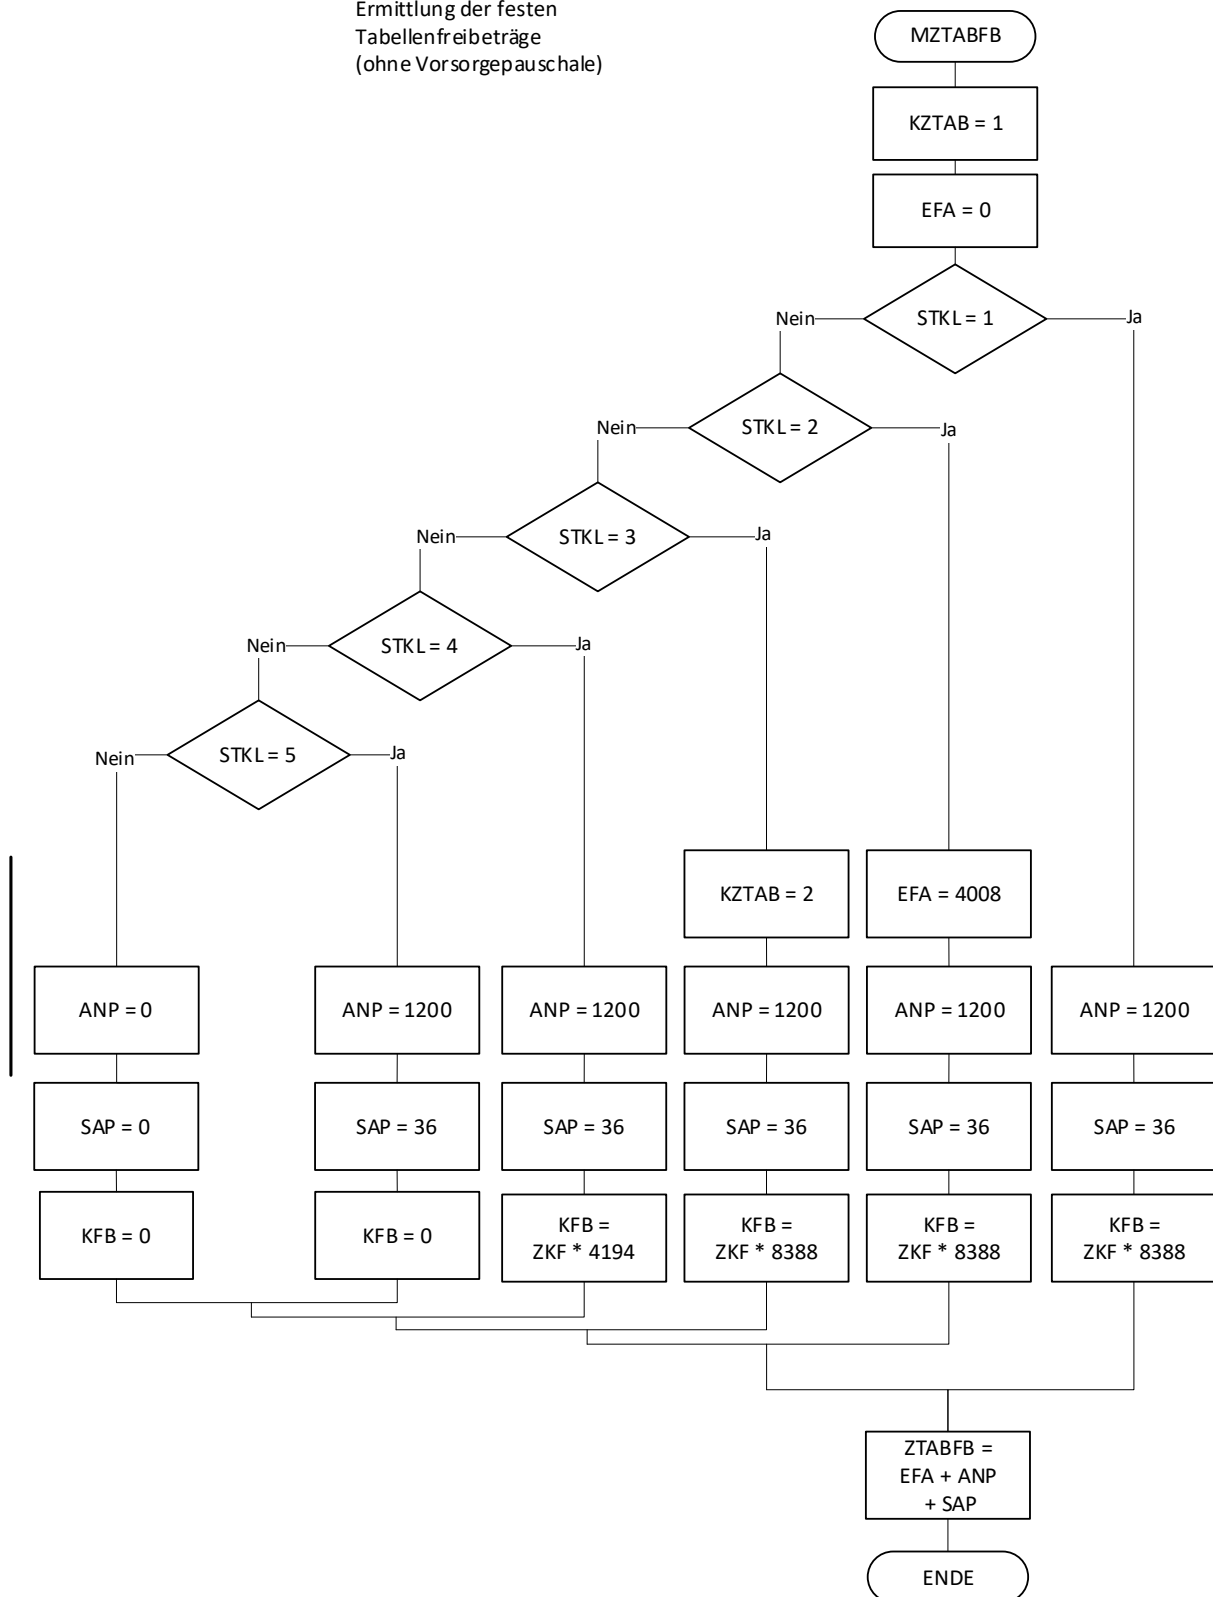 Ermittlung der festen
Tabellenfreibeträge
(ohne Vorsorgepauschale)
MZTABFB
KZTAB = 1
EFA = 0
STKL = 1
Nein
Ja
STKL = 2
Nein
Ja
STKL = 3
Nein
Ja
STKL = 4
Nein
Ja
STKL = 5
Nein
Ja
KZTAB = 2
EFA = 4008
ANP = 0
ANP = 1200
ANP = 1200
ANP = 1200
ANP = 1200
ANP = 1200
SAP = 0
SAP = 36
SAP = 36
SAP = 36
SAP = 36
SAP = 36
KFB = 0
KFB = 0
KFB =
ZKF * 4194
KFB =
ZKF * 8388
KFB =
ZKF * 8388
KFB =
ZKF * 8388
ZTABFB =
EFA + ANP
+ SAP
ENDE